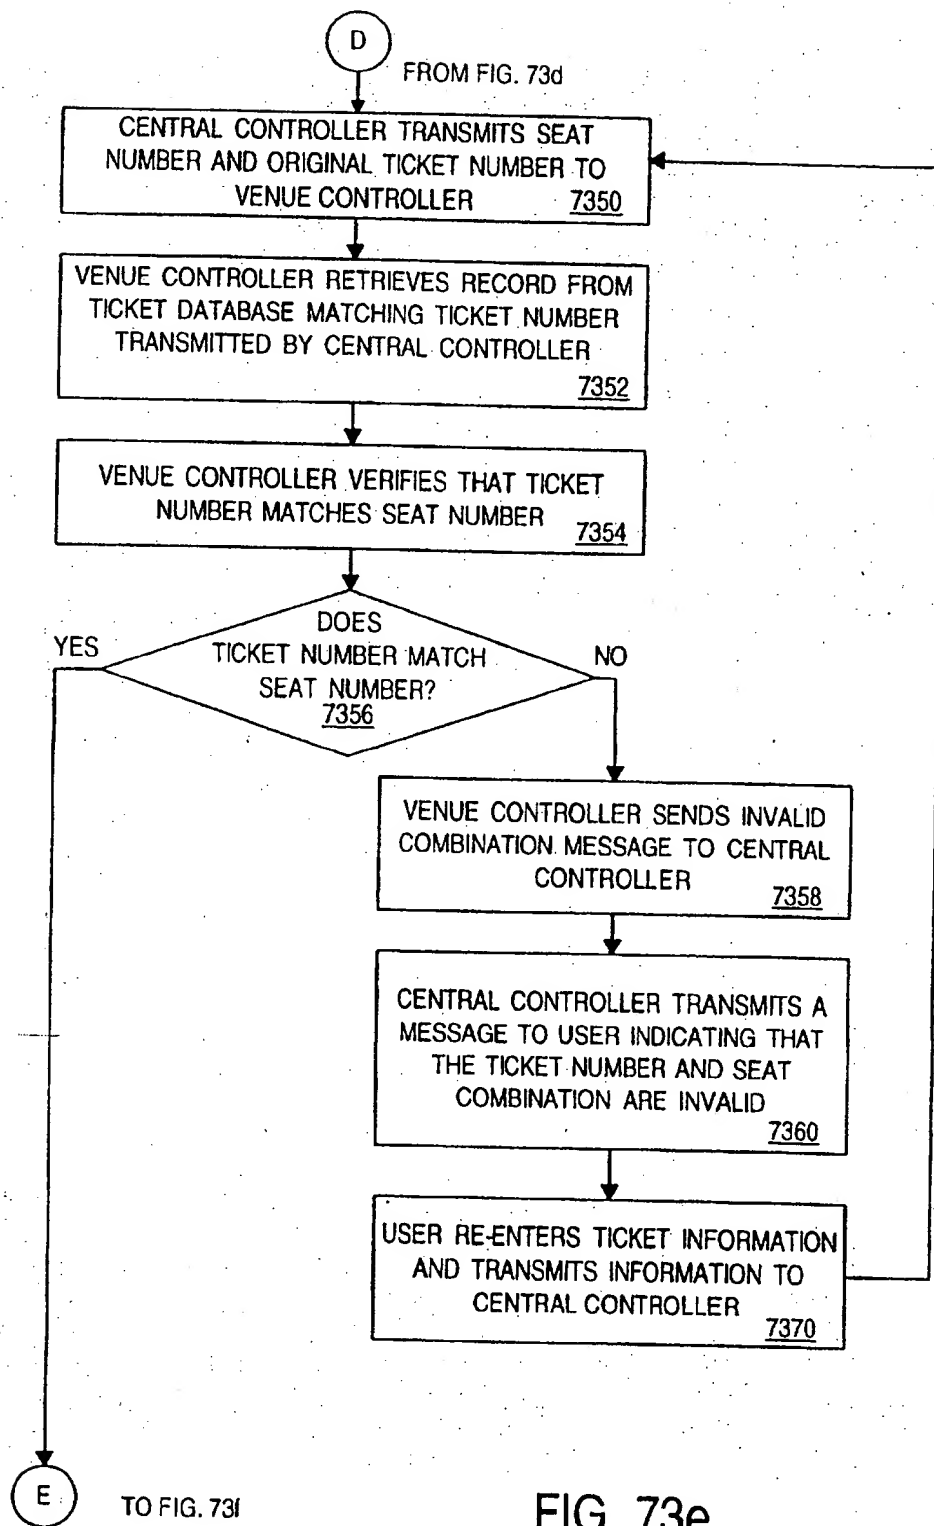 D
FROM FIG. 73d
CENTRAL CONTROLLER TRANSMITS SEAT
NUMBER AND ORIGINAL TICKET NUMBER TO
VENUE CONTROLLER 7350
VENUE CONTROLLER RETRIEVES RECORD FROM
TICKET DATABASE MATCHING TICKET NUMBER
TRANSMITTED BY CENTRAL CONTROLLER
7352
VENUE CONTROLLER VERIFIES THAT TICKET
NUMBER MATCHES SEAT NUMBER 7354
DOES
TICKET NUMBER MATCH
SEAT NUMBER?
7356
YES
NO
VENUE CONTROLLER SENDS INVALID
COMBINATION MESSAGE TO CENTRAL
CONTROLLER 7358
CENTRAL CONTROLLER TRANSMITS A
MESSAGE TO USER INDICATING THAT
THE TICKET NUMBER AND SEAT
COMBINATION ARE INVALID
7360
USER RE-ENTERS TICKET INFORMATION
AND TRANSMITS INFORMATION TO
CENTRAL CONTROLLER 7370
E
TO FIG. 73f
FIG. 73e